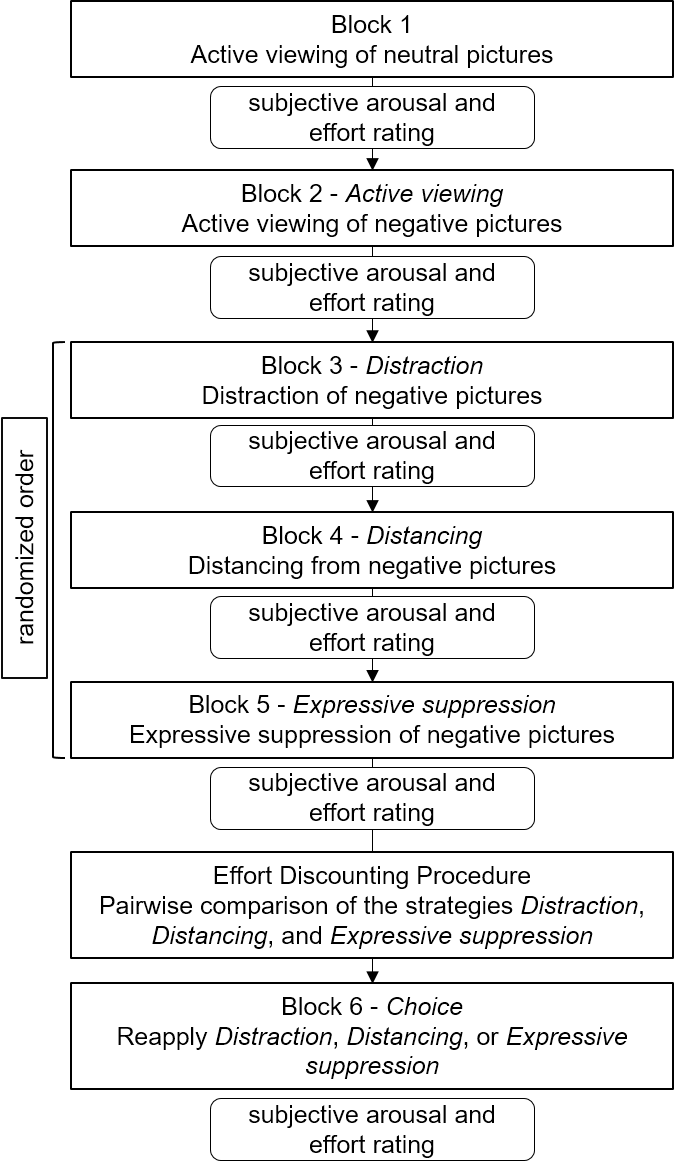 Block 1
Active viewing of neutral pictures
subjective arousal and
effort rating
Block 2 - Active viewing
Active viewing of negative pictures
subjective arousal and
effort rating
randomized order
Block 3 - Distraction
Distraction of negative pictures
subjective arousal and
effort rating
Block 4 - Distancing
Distancing from negative pictures
subjective arousal and
effort rating
Block 5 - Expressive suppression
Expressive suppression of negative pictures
subjective arousal and
effort rating
Effort Discounting Procedure
Pairwise comparison of the strategies Distraction,
Distancing, and Expressive suppression
Block 6 - Choice
Reapply Distraction, Distancing, or Expressive
suppression
subjective arousal and
effort rating